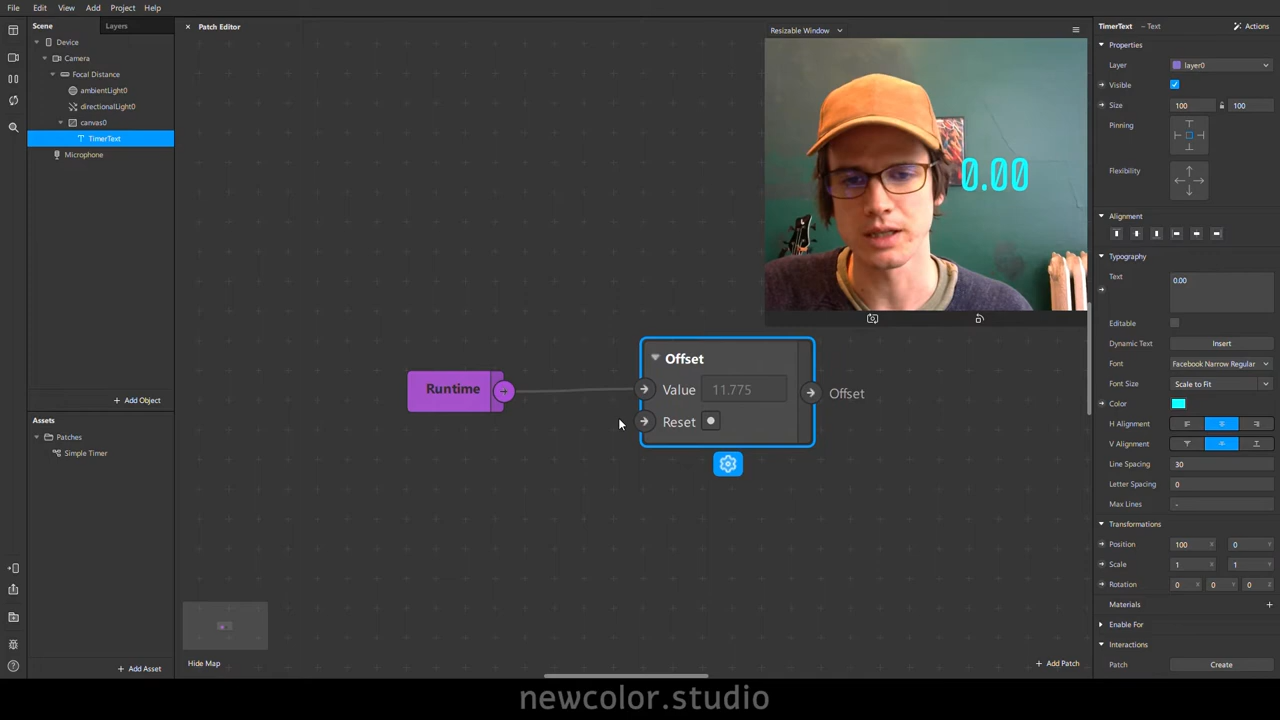 File Edit View Add Project Help
Scene Layers
Device
Camera
Focal Distance
ambientLight0
directionalLight0
canvas0
TimerText
Microphone
Add Object
Assets
Patches
Simple Timer
Add Asset
Patch Editor
Runtime
Offset
Value 11.775
Reset
Offset
Hide Map
Add Patch
Resizable Window
0.00
TimerText – Text Actions
Properties
Layer layer0
Visible
Size 100 100
Pinning
Flexibility
Alignment
Typography
Text 0.00
Editable
Dynamic Text Insert
Font Facebook Narrow Regular
Font Size Scale to Fit
Color
H Alignment
V Alignment
Line Spacing 30
Letter Spacing 0
Max Lines -
Transformations
Position 100 X 0 Y
Scale 1 X 1 Y
Rotation 0 X 0 Y 0 Z
Materials
Enable For
Interactions
Patch Create
newcolor.studio